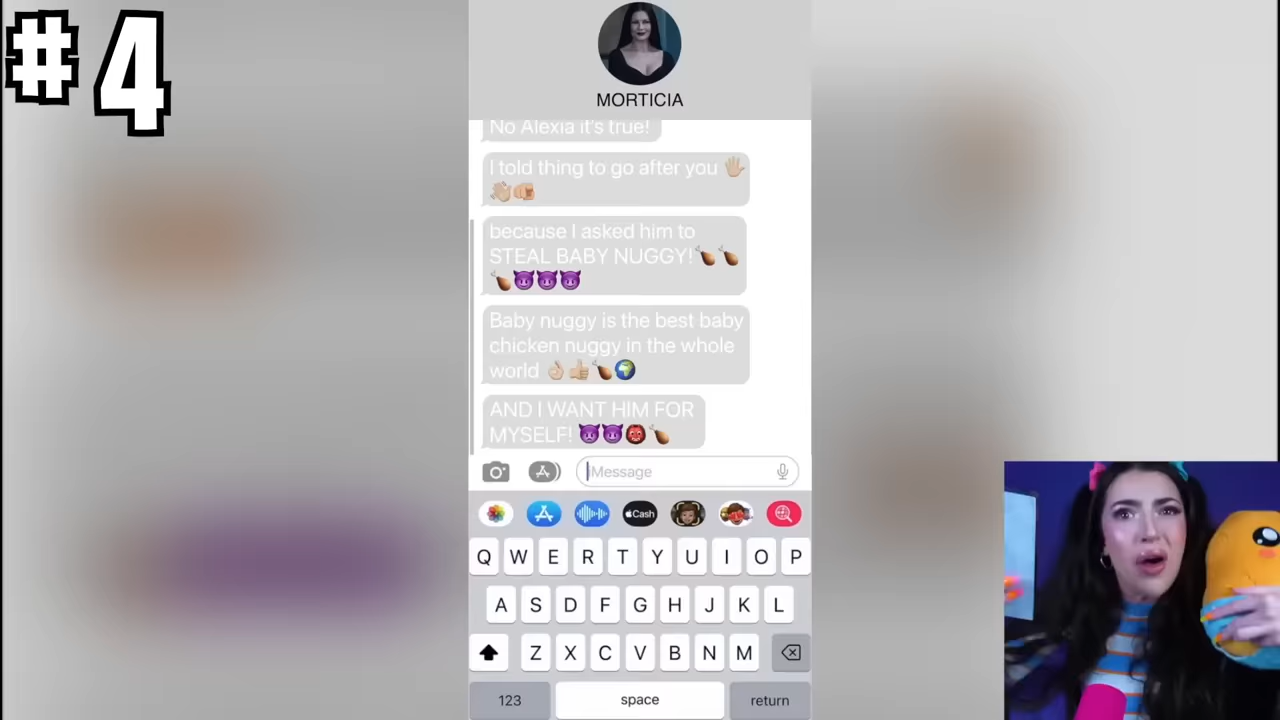 #4
MORTICIA
No Alexia it's true!
I told thing to go after you 🖐🏼
👋🏼🫵🏼
because I asked him to
STEAL BABY NUGGY!🍗🍗
🍗😈😈😈
Baby nuggy is the best baby
chicken nuggy in the whole
world 👌🏼👍🏼🍗🌍
AND I WANT HIM FOR
MYSELF! 😈😈👹🍗
iMessage
Cash
Q W E R T Y U I O P
A S D F G H J K L
Z X C V B N M
123 space return